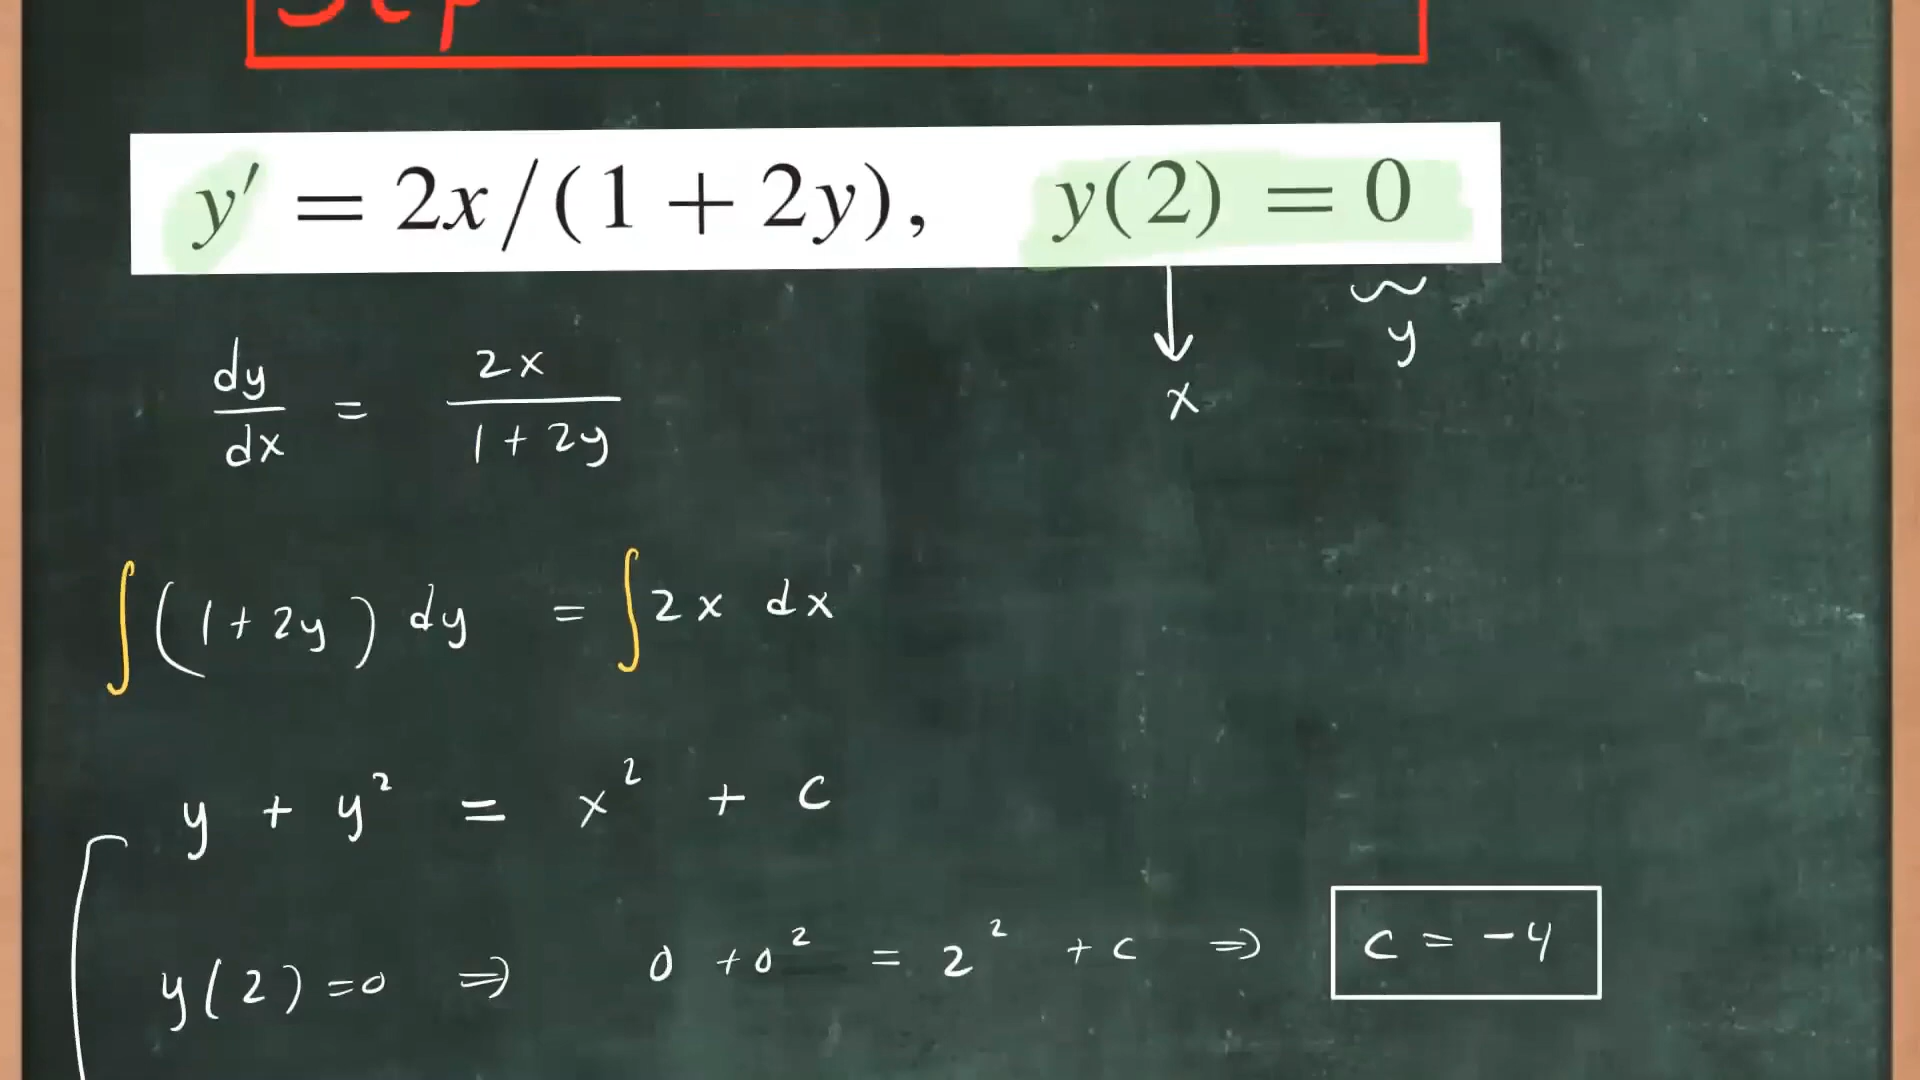 y′ = 2x/(1 + 2y), y(2) = 0
dy/dx = 2x/(1 + 2y)
x
y
∫(1+2y) dy = ∫2x dx
y + y² = x² + c
y(2)=0 ⇒ 0 + 0² = 2² + c ⇒ c = -4